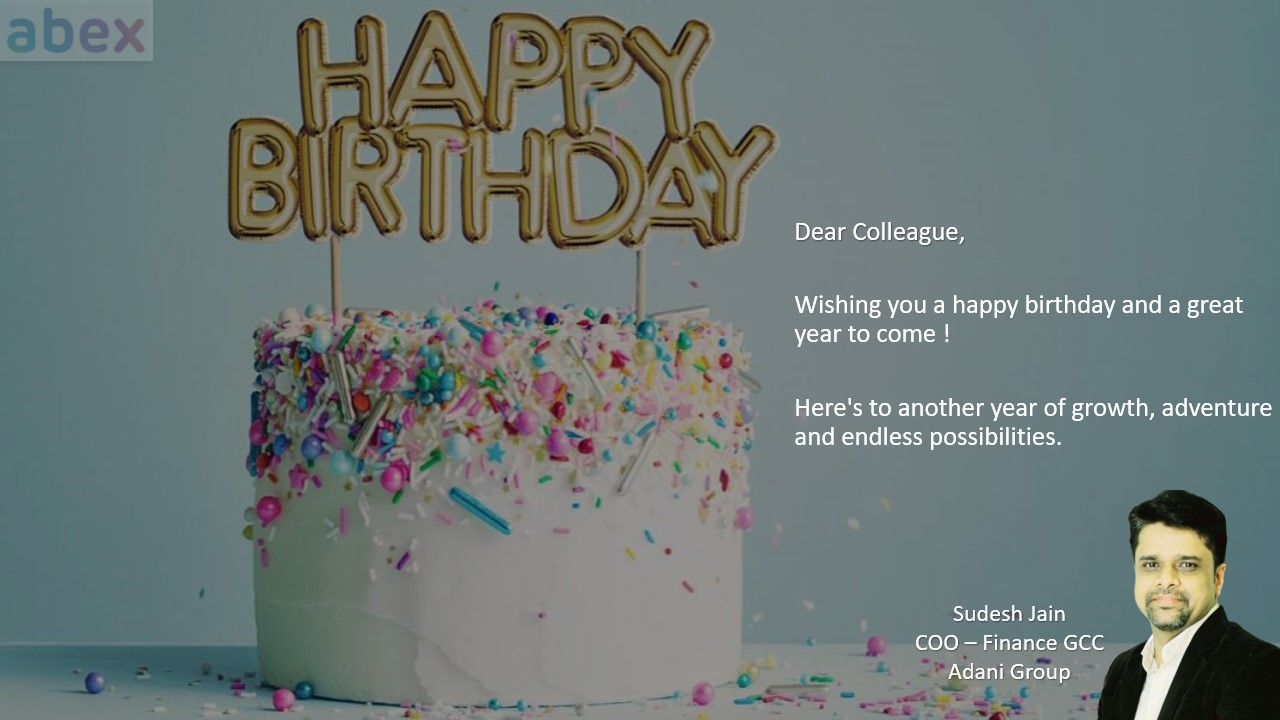 abex
HAPPY
BIRTHDAY
Dear Colleague,
Wishing you a happy birthday and a great
year to come !
Here's to another year of growth, adventure
and endless possibilities.
Sudesh Jain
COO – Finance GCC
Adani Group